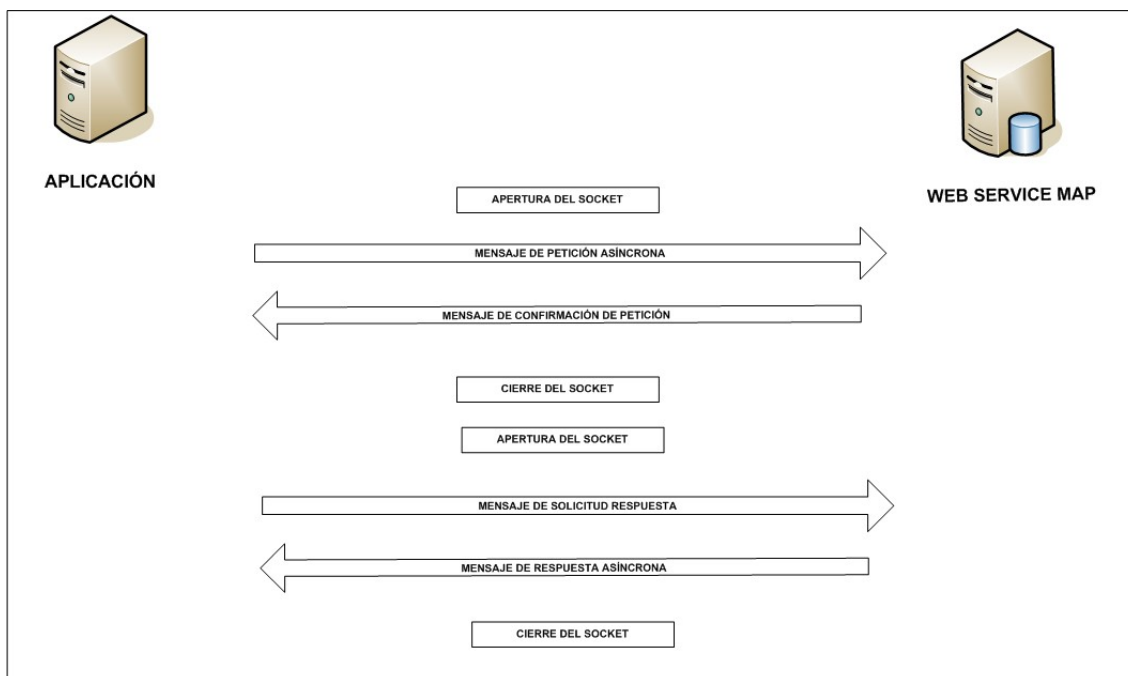 APLICACIÓN
WEB SERVICE MAP
APERTURA DEL SOCKET
MENSAJE DE PETICIÓN ASÍNCRONA
MENSAJE DE CONFIRMACIÓN DE PETICIÓN
CIERRE DEL SOCKET
APERTURA DEL SOCKET
MENSAJE DE SOLICITUD RESPUESTA
MENSAJE DE RESPUESTA ASÍNCRONA
CIERRE DEL SOCKET